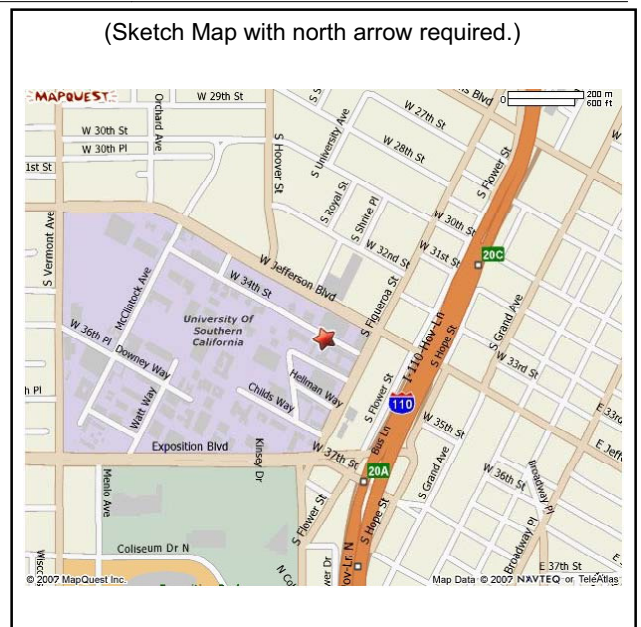 (Sketch Map with north arrow required.)
MAPQUEST
W 29th St
200 m
600 ft
0
Orchard Ave
W 27th St
W 30th St
S University Ave
S Hoover St
W 28th St
S Flower St
W 30th Pl
S Royal St
S Shrine Pl
W 30th St
W 31st St
20C
S Vermont Ave
W 32nd St
McClintock Ave
W Jefferson Blvd
W 34th St
S Figueroa St
S Grand Ave
University Of
Southern
California
I-110 Hov Ln
S Hope St
W 36th Pl
Downey Way
W 33rd St
Hellman Way
S Flower St
Childs Way
110
Watt Way
E 33rd
W 35th St
Bus Ln
Exposition Blvd
Kinsey Dr
W 37th
20A
S Grand Ave
W 36th St
Broadway Pl
Menlo Ave
S Flower St
S Hope St
Broadway Pl
Coliseum Dr N
E 37th St
© 2007 MapQuest Inc.
Map Data © 2007 NAVTEQ or TeleAtlas